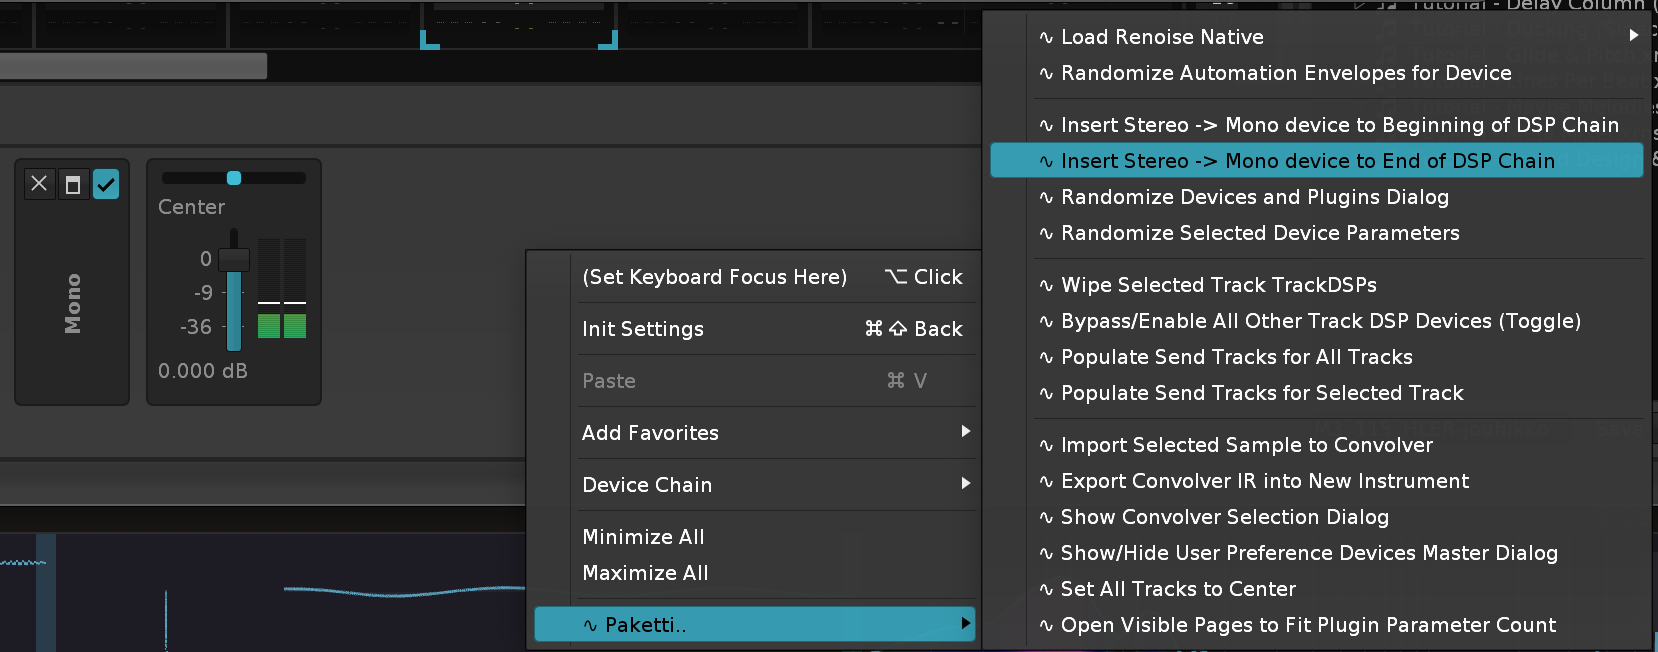 Mono
Center
0
-9
-36
0.000 dB
(Set Keyboard Focus Here) ⌥ Click
Init Settings ⌘ ⇧ Back
Paste ⌘ V
Add Favorites
Device Chain
Minimize All
Maximize All
∿ Paketti..
∿ Load Renoise Native
∿ Randomize Automation Envelopes for Device
∿ Insert Stereo -> Mono device to Beginning of DSP Chain
∿ Insert Stereo -> Mono device to End of DSP Chain
∿ Randomize Devices and Plugins Dialog
∿ Randomize Selected Device Parameters
∿ Wipe Selected Track TrackDSPs
∿ Bypass/Enable All Other Track DSP Devices (Toggle)
∿ Populate Send Tracks for All Tracks
∿ Populate Send Tracks for Selected Track
∿ Import Selected Sample to Convolver
∿ Export Convolver IR into New Instrument
∿ Show Convolver Selection Dialog
∿ Show/Hide User Preference Devices Master Dialog
∿ Set All Tracks to Center
∿ Open Visible Pages to Fit Plugin Parameter Count
Tutorial - Delay Column (